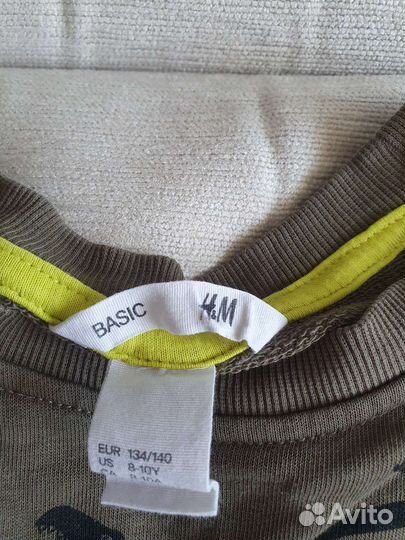 BASIC H&M
EUR 134/140
US 8-10Y
Avito